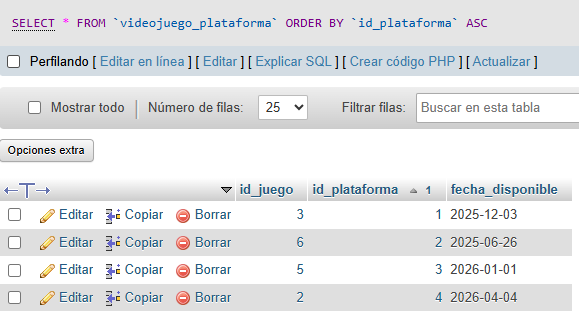 SELECT * FROM `videojuego_plataforma` ORDER BY `id_plataforma` ASC
Perfilando [ Editar en línea ] [ Editar ] [ Explicar SQL ] [ Crear código PHP ] [ Actualizar ]
Mostrar todo | Número de filas: 25 Filtrar filas: Buscar en esta tabla
Opciones extra
id_juego id_plataforma 1 fecha_disponible
Editar Copiar Borrar 3 1 2025-12-03
Editar Copiar Borrar 6 2 2025-06-26
Editar Copiar Borrar 5 3 2026-01-01
Editar Copiar Borrar 2 4 2026-04-04